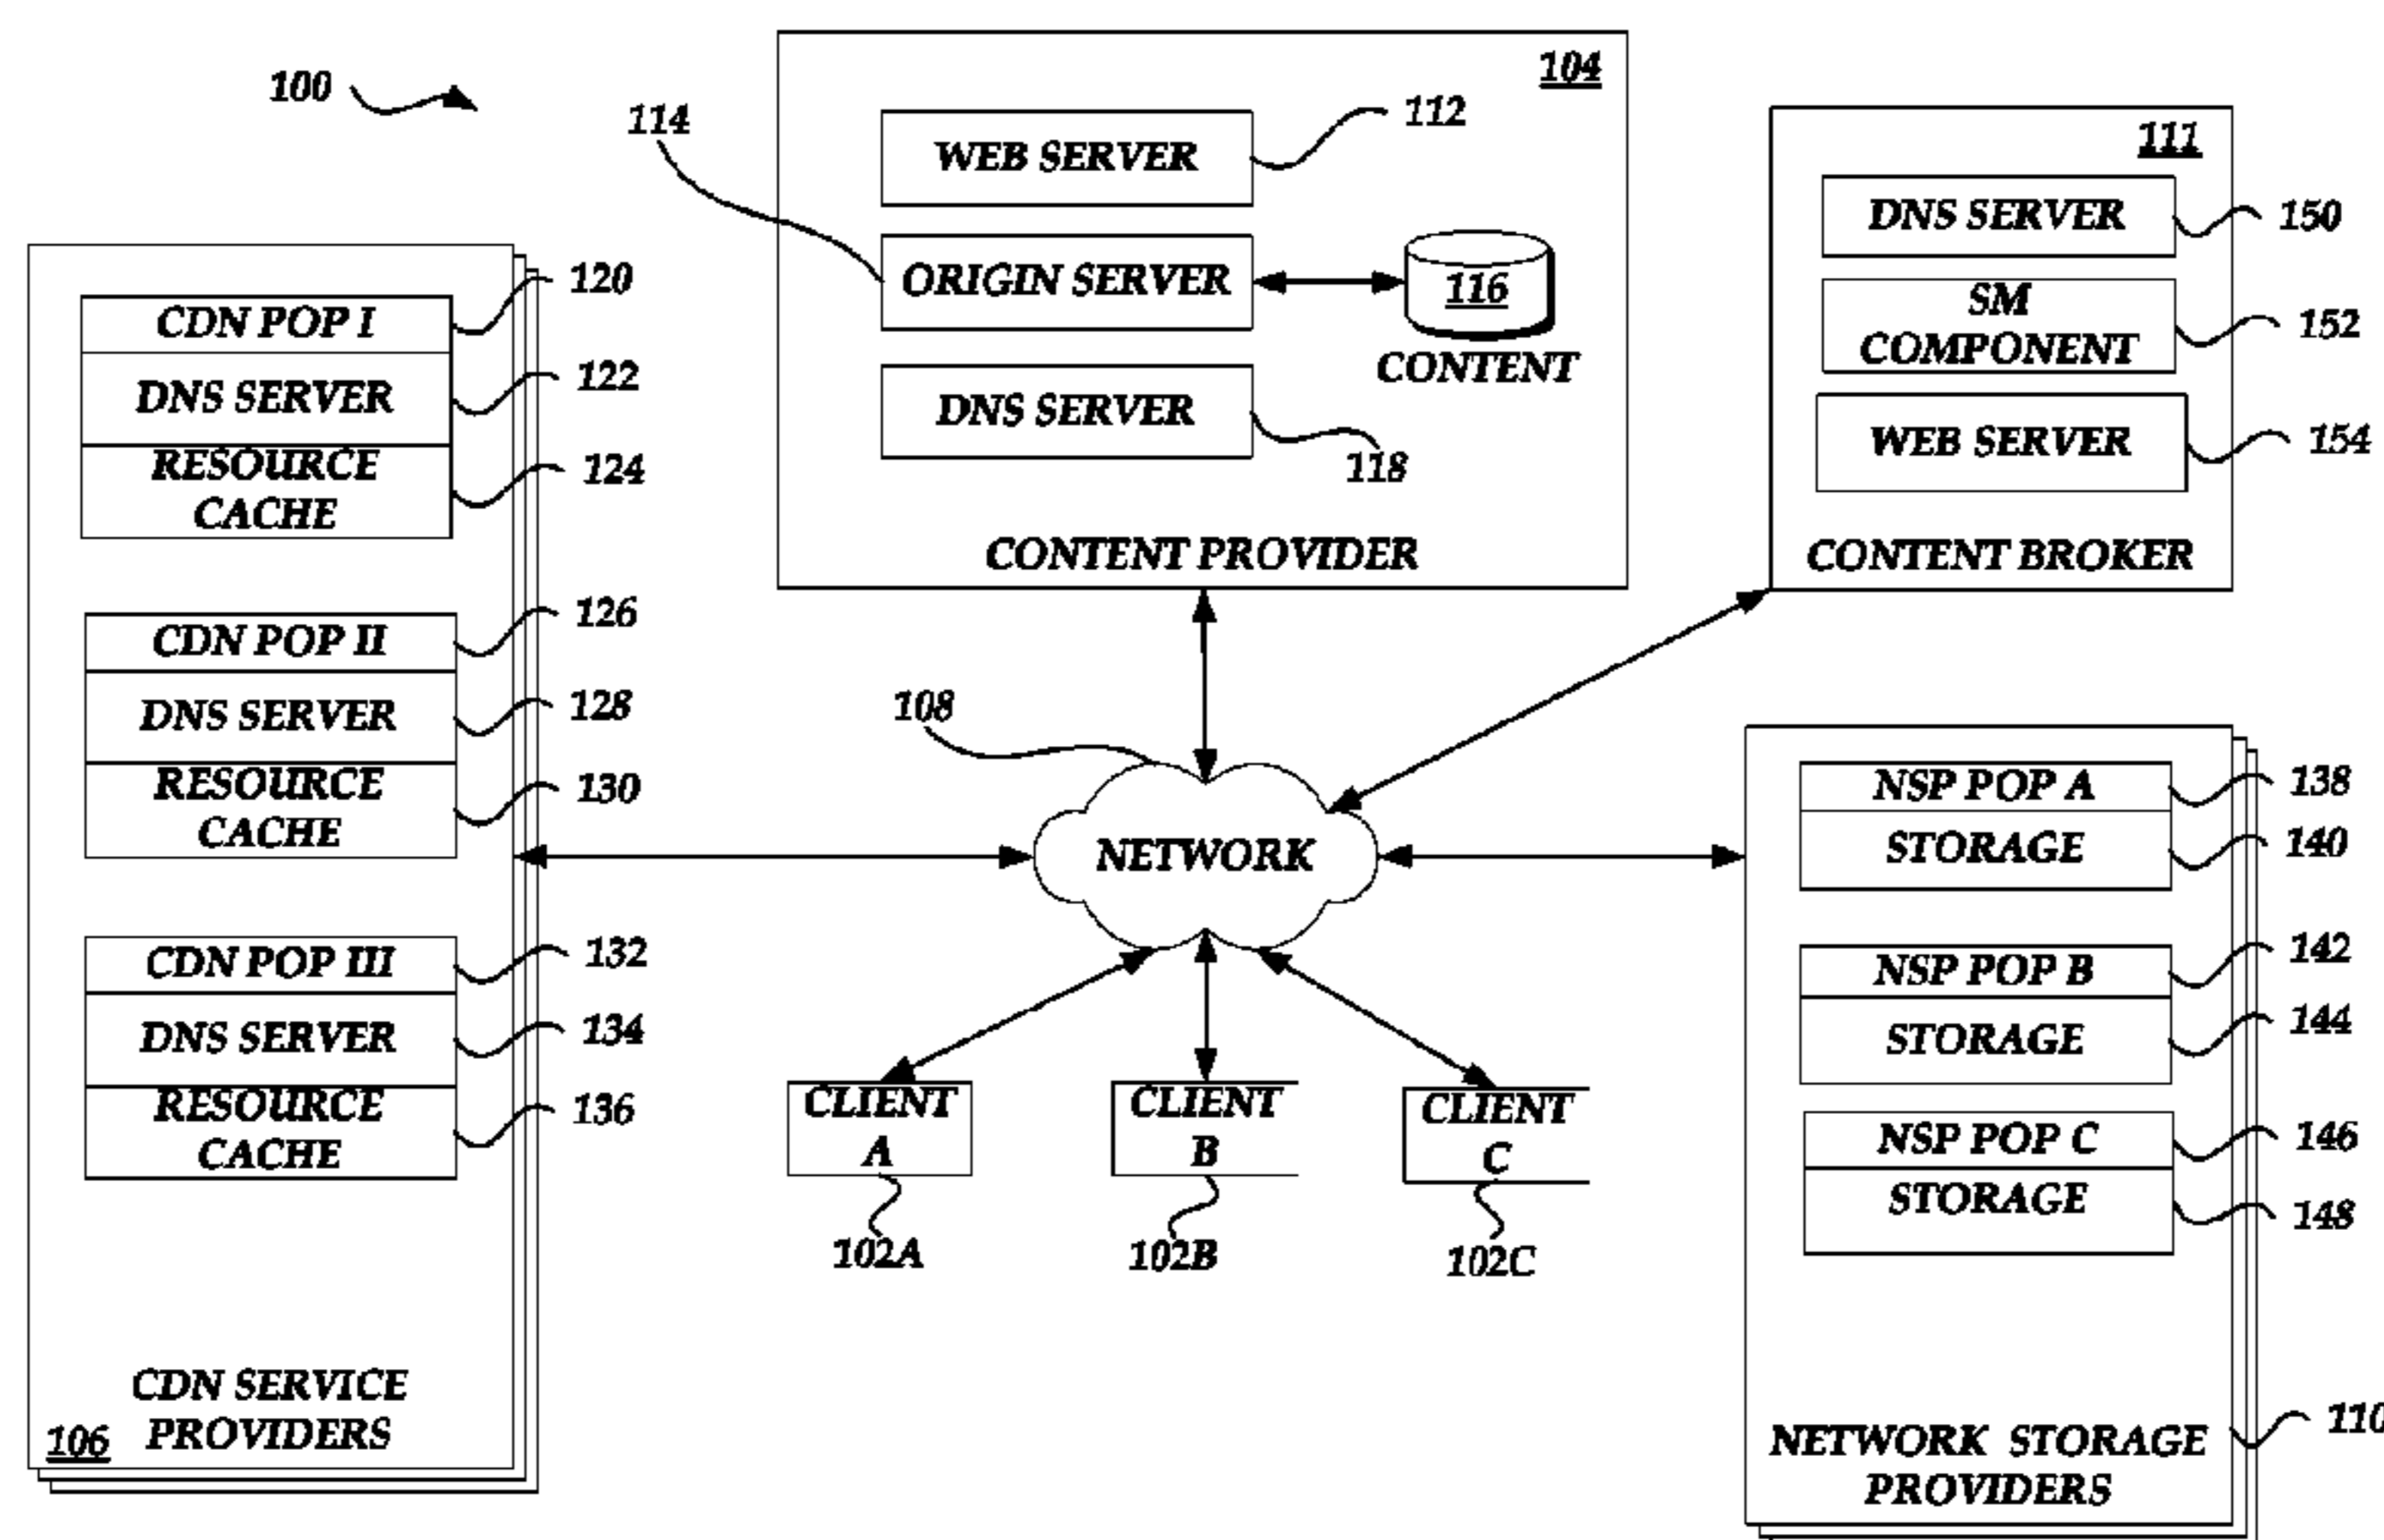 100
104
WEB SERVER
112
114
ORIGIN SERVER
116
CONTENT
DNS SERVER
118
CONTENT PROVIDER
111
DNS SERVER
150
SM
COMPONENT
152
WEB SERVER
154
CONTENT BROKER
CDN POP I
120
DNS SERVER
122
RESOURCE
CACHE
124
CDN POP II
126
DNS SERVER
128
RESOURCE
CACHE
130
CDN POP III
132
DNS SERVER
134
RESOURCE
CACHE
136
CDN SERVICE
PROVIDERS
106
108
NETWORK
CLIENT
A
102A
CLIENT
B
102B
CLIENT
C
102C
NSP POP A
138
STORAGE
140
NSP POP B
142
STORAGE
144
NSP POP C
146
STORAGE
148
NETWORK STORAGE
PROVIDERS
110